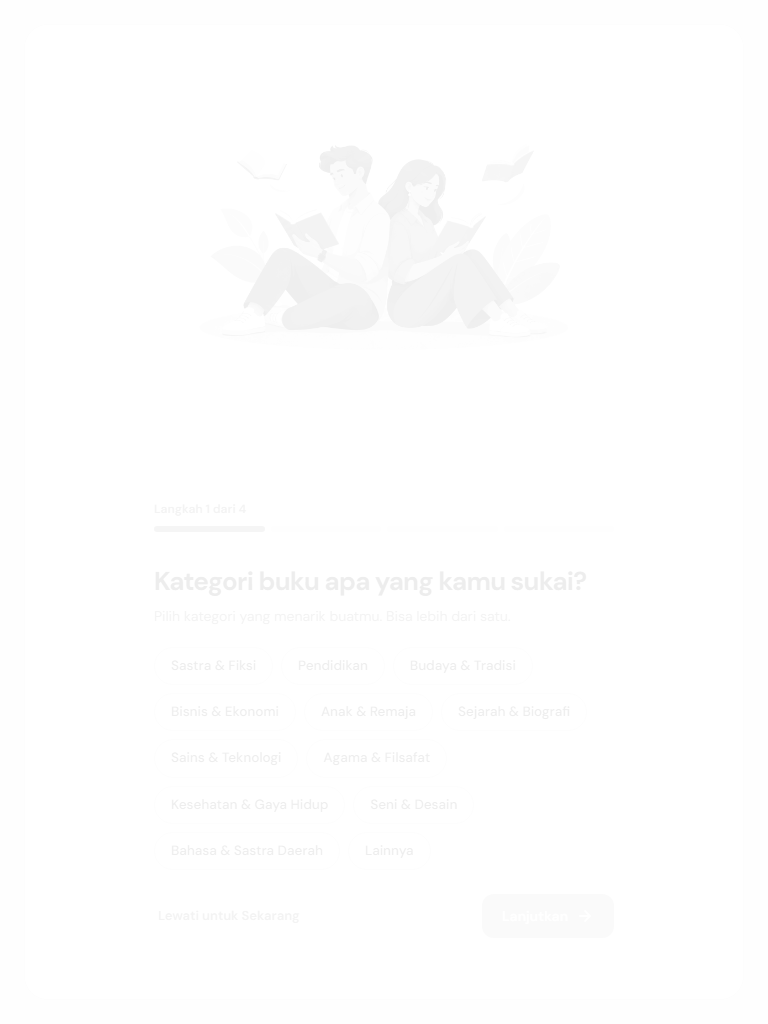 Langkah 1 dari 4
Kategori buku apa yang kamu sukai?
Pilih kategori yang menarik buatmu. Bisa lebih dari satu.
Sastra & Fiksi Pendidikan Budaya & Tradisi
Bisnis & Ekonomi Anak & Remaja Sejarah & Biografi
Sains & Teknologi Agama & Filsafat
Kesehatan & Gaya Hidup Seni & Desain
Bahasa & Sastra Daerah Lainnya
Lewati untuk Sekarang Lanjutkan →